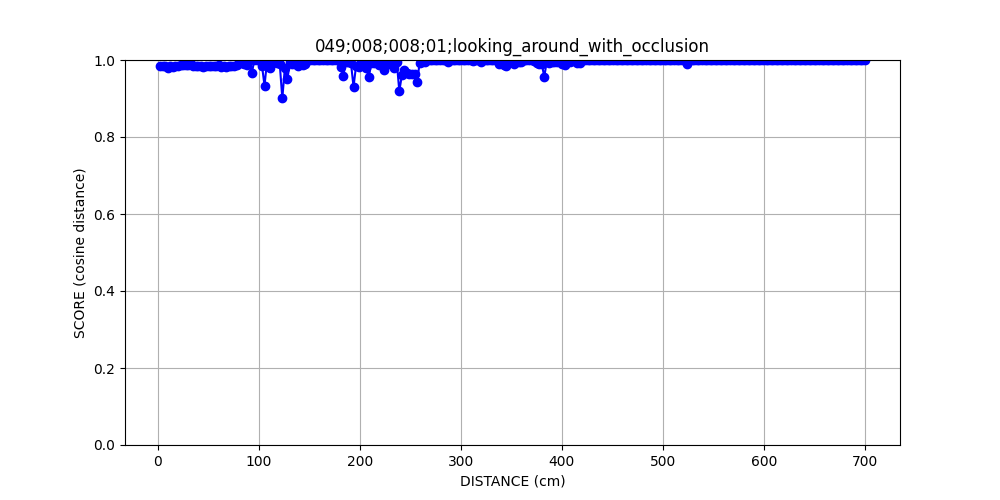 049;008;008;01;looking_around_with_occlusion
SCORE (cosine distance)
1.0
0.8
0.6
0.4
0.2
0.0
0 100 200 300 400 500 600 700
DISTANCE (cm)